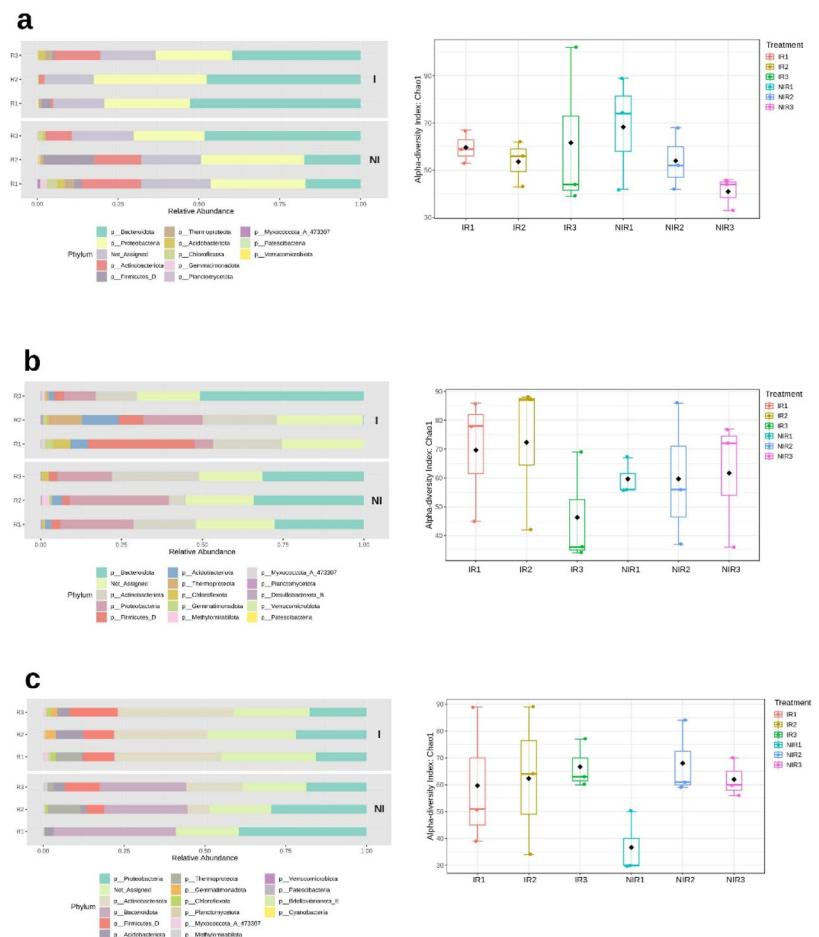 a
R3
R2
R1
I
R3
R2
R1
NI
0.00 0.25 0.50 0.75 1.00
Relative Abundance
Phylum
p__Bacteroidota p__Thermoproteota p__Myxococcota_A_473307
p__Proteobacteria p__Acidobacteriota p__Patescibacteria
Not_Assigned p__Chloroflexota p__Verrucomicrobiota
p__Actinobacteriota p__Gemmatimonadota
p__Firmicutes_D p__Planctomycetota
Alpha-diversity Index: Chao1
90
70
50
30
IR1 IR2 IR3 NIR1 NIR2 NIR3
Treatment
IR1
IR2
IR3
NIR1
NIR2
NIR3
b
R3
R2
R1
I
R3
R2
R1
NI
0.00 0.25 0.50 0.75 1.00
Relative Abundance
Phylum
p__Bacteroidota p__Acidobacteriota p__Myxococcota_A_473307
Not_Assigned p__Thermoproteota p__Planctomycetota
p__Actinobacteriota p__Chloroflexota p__Desulfobacterota_B
p__Proteobacteria p__Gemmatimonadota p__Verrucomicrobiota
p__Firmicutes_D p__Methylomirabilota p__Patescibacteria
Alpha-diversity Index: Chao1
90
80
70
60
50
40
IR1 IR2 IR3 NIR1 NIR2 NIR3
Treatment
IR1
IR2
IR3
NIR1
NIR2
NIR3
c
R3
R2
R1
I
R3
R2
R1
NI
0.00 0.25 0.50 0.75 1.00
Relative Abundance
Phylum
p__Proteobacteria p__Thermoproteota p__Verrucomicrobiota
Not_Assigned p__Gemmatimonadota p__Patescibacteria
p__Actinobacteriota p__Chloroflexota p__Bdellovibrionota_E
p__Bacteroidota p__Planctomycetota p__Cyanobacteria
p__Firmicutes_D p__Myxococcota_A_473307
p__Acidobacteriota p__Methylomirabilota
Alpha-diversity Index: Chao1
90
80
70
60
50
40
30
IR1 IR2 IR3 NIR1 NIR2 NIR3
Treatment
IR1
IR2
IR3
NIR1
NIR2
NIR3